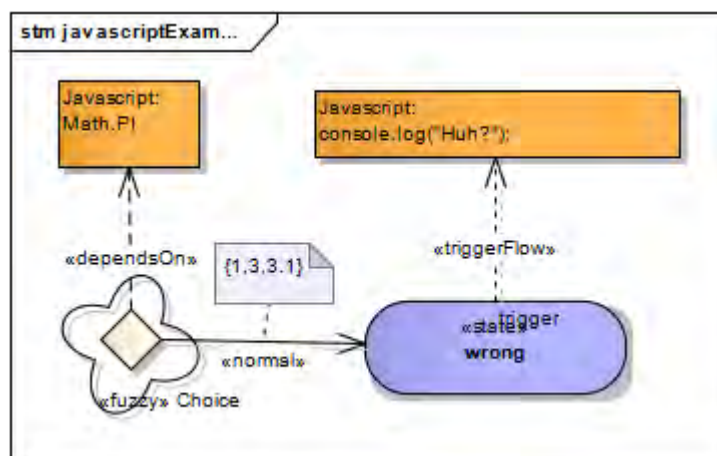 stm javascriptExam...
Javascript:
Math.PI
Javascript:
console.log("Huh?");
«dependsOn»
{1,3,3.1}
«triggerFlow»
trigger
«state»
wrong
«normal»
«fuzzy» Choice